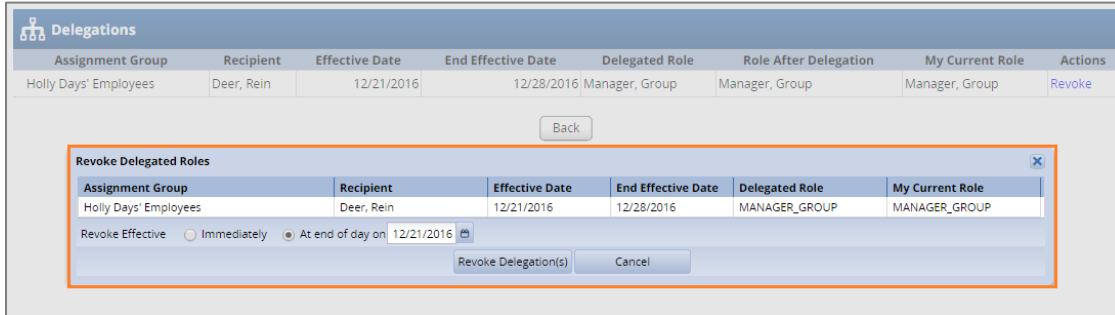 Delegations
Assignment Group Recipient Effective Date End Effective Date Delegated Role Role After Delegation My Current Role Actions
Holly Days' Employees Deer, Rein 12/21/2016 12/28/2016 Manager, Group Manager, Group Manager, Group Revoke
Back
Revoke Delegated Roles
Assignment Group Recipient Effective Date End Effective Date Delegated Role My Current Role
Holly Days' Employees Deer, Rein 12/21/2016 12/28/2016 MANAGER_GROUP MANAGER_GROUP
Revoke Effective Immediately At end of day on 12/21/2016
Revoke Delegation(s) Cancel